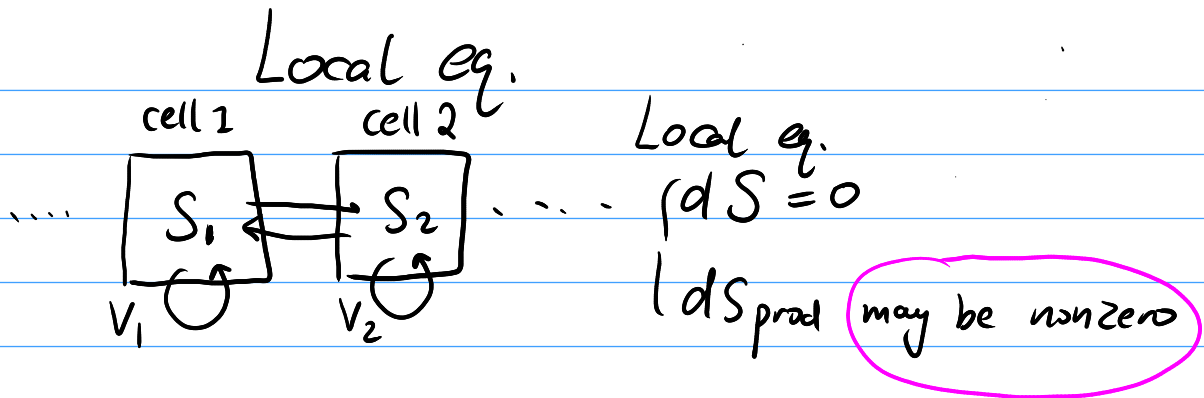 Local eq.
cell 1 cell 2
Local eq.
.... S₁ S₂ .... dS = 0
V₁ V₂ dSprod may be nonzero